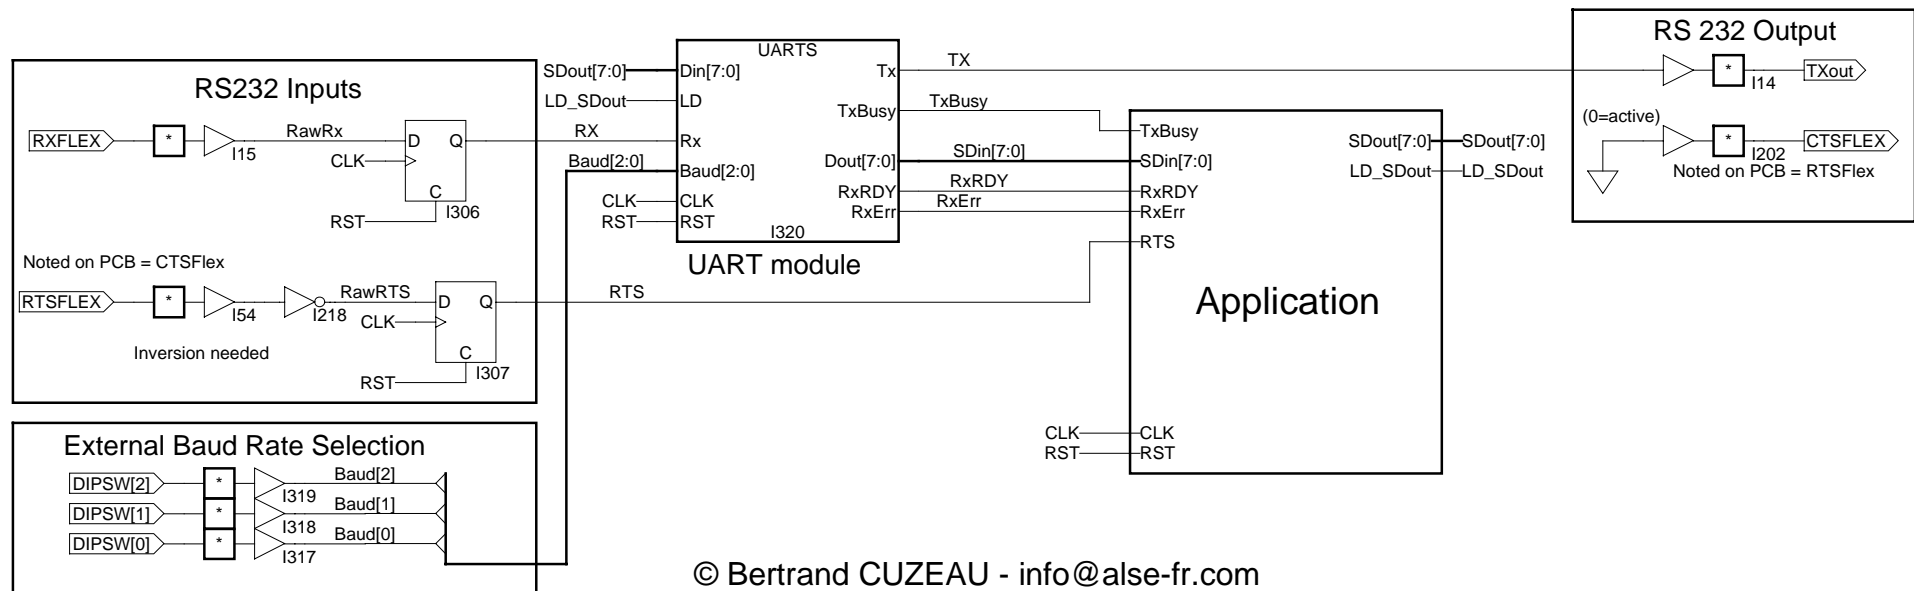 RS232 Inputs
RXFLEX
*
I15
RawRx
CLK
D
Q
C
I306
RST
RX
Noted on PCB = CTSFlex
RTSFLEX
*
I54
I218
RawRTS
CLK
D
Q
C
I307
RST
RTS
Inversion needed
External Baud Rate Selection
DIPSW[2]
*
I319
Baud[2]
DIPSW[1]
*
I318
Baud[1]
DIPSW[0]
*
I317
Baud[0]
UARTS
SDout[7:0]
Din[7:0]
LD_SDout
LD
Rx
Baud[2:0]
Baud[2:0]
CLK
CLK
RST
RST
Tx
TxBusy
Dout[7:0]
RxRDY
RxErr
I320
UART module
TX
TxBusy
SDin[7:0]
RxRDY
RxErr
TxBusy
SDin[7:0]
RxRDY
RxErr
RTS
Application
SDout[7:0]
SDout[7:0]
LD_SDout
LD_SDout
CLK
CLK
RST
RST
RS 232 Output
*
I14
TXout
(0=active)
*
I202
CTSFLEX
Noted on PCB = RTSFlex
© Bertrand CUZEAU - info@alse-fr.com